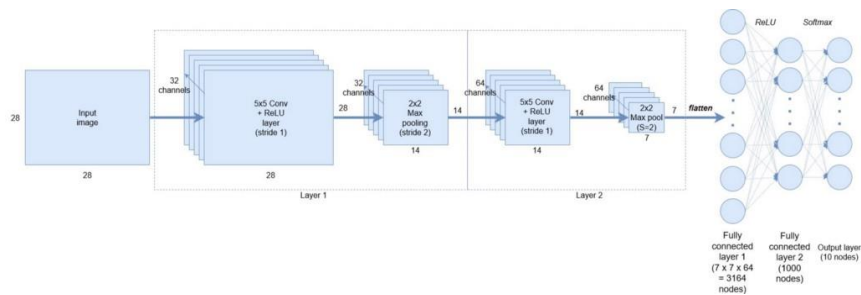 28
Input
image
28
32
channels
5x5 Conv
+ ReLU
layer
(stride 1)
28
28
32
channels
2x2
Max
pooling
(stride 2)
14
14
Layer 1
64
channels
5x5 Conv
+ ReLU
layer
(stride 1)
14
14
64
channels
2x2
Max pool
(S=2)
7
7
Layer 2
flatten
ReLU
Softmax
Fully
connected
layer 1
(7 x 7 x 64
= 3164
nodes)
Fully
connected
layer 2
(1000
nodes)
Output layer
(10 nodes)